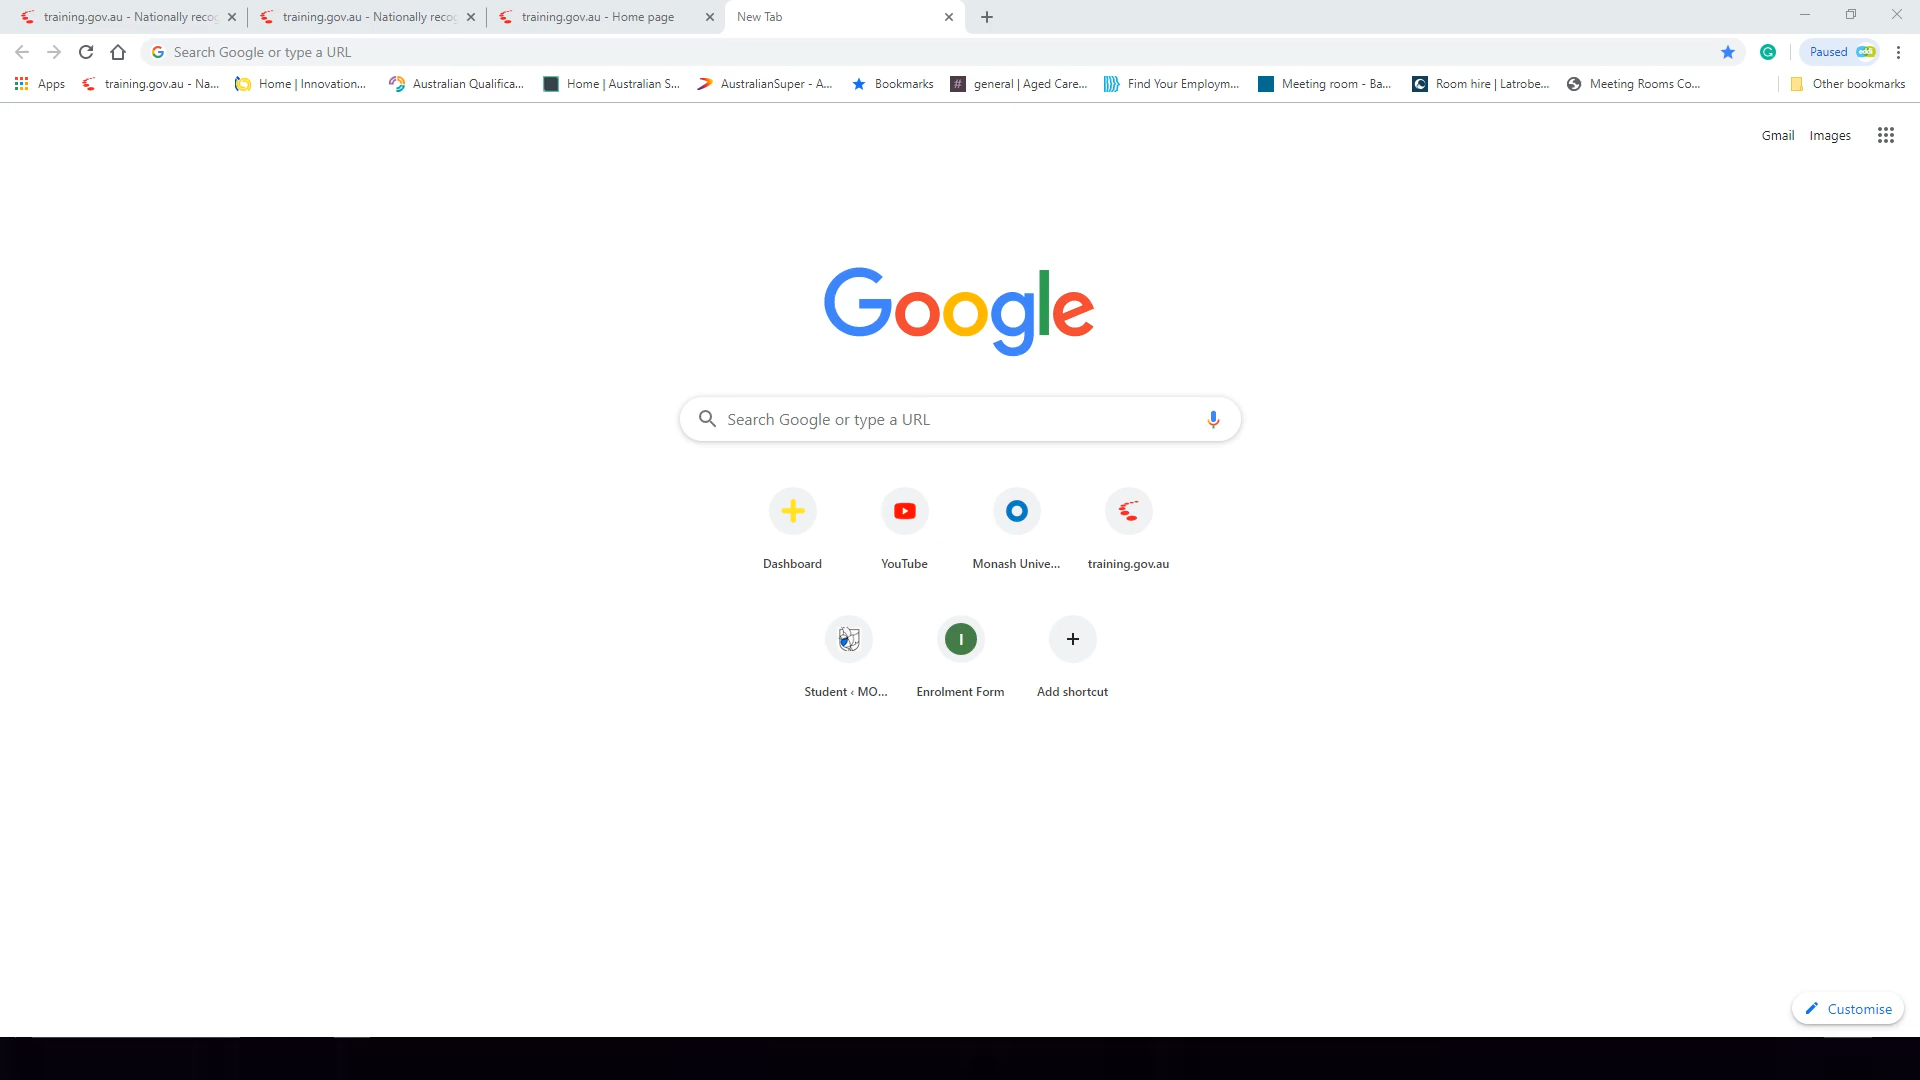 training.gov.au - Nationally recog
training.gov.au - Nationally recog
training.gov.au - Home page
New Tab
Search Google or type a URL
Paused
Apps
training.gov.au - Na...
Home | Innovation...
Australian Qualifica...
Home | Australian S...
AustralianSuper - A...
Bookmarks
# general | Aged Care...
Find Your Employm...
Meeting room - Ba...
Room hire | Latrobe...
Meeting Rooms Co...
Other bookmarks
Gmail
Images
Google
Search Google or type a URL
Dashboard
YouTube
Monash Unive...
training.gov.au
Student ‹ MO...
I
Enrolment Form
Add shortcut
Customise